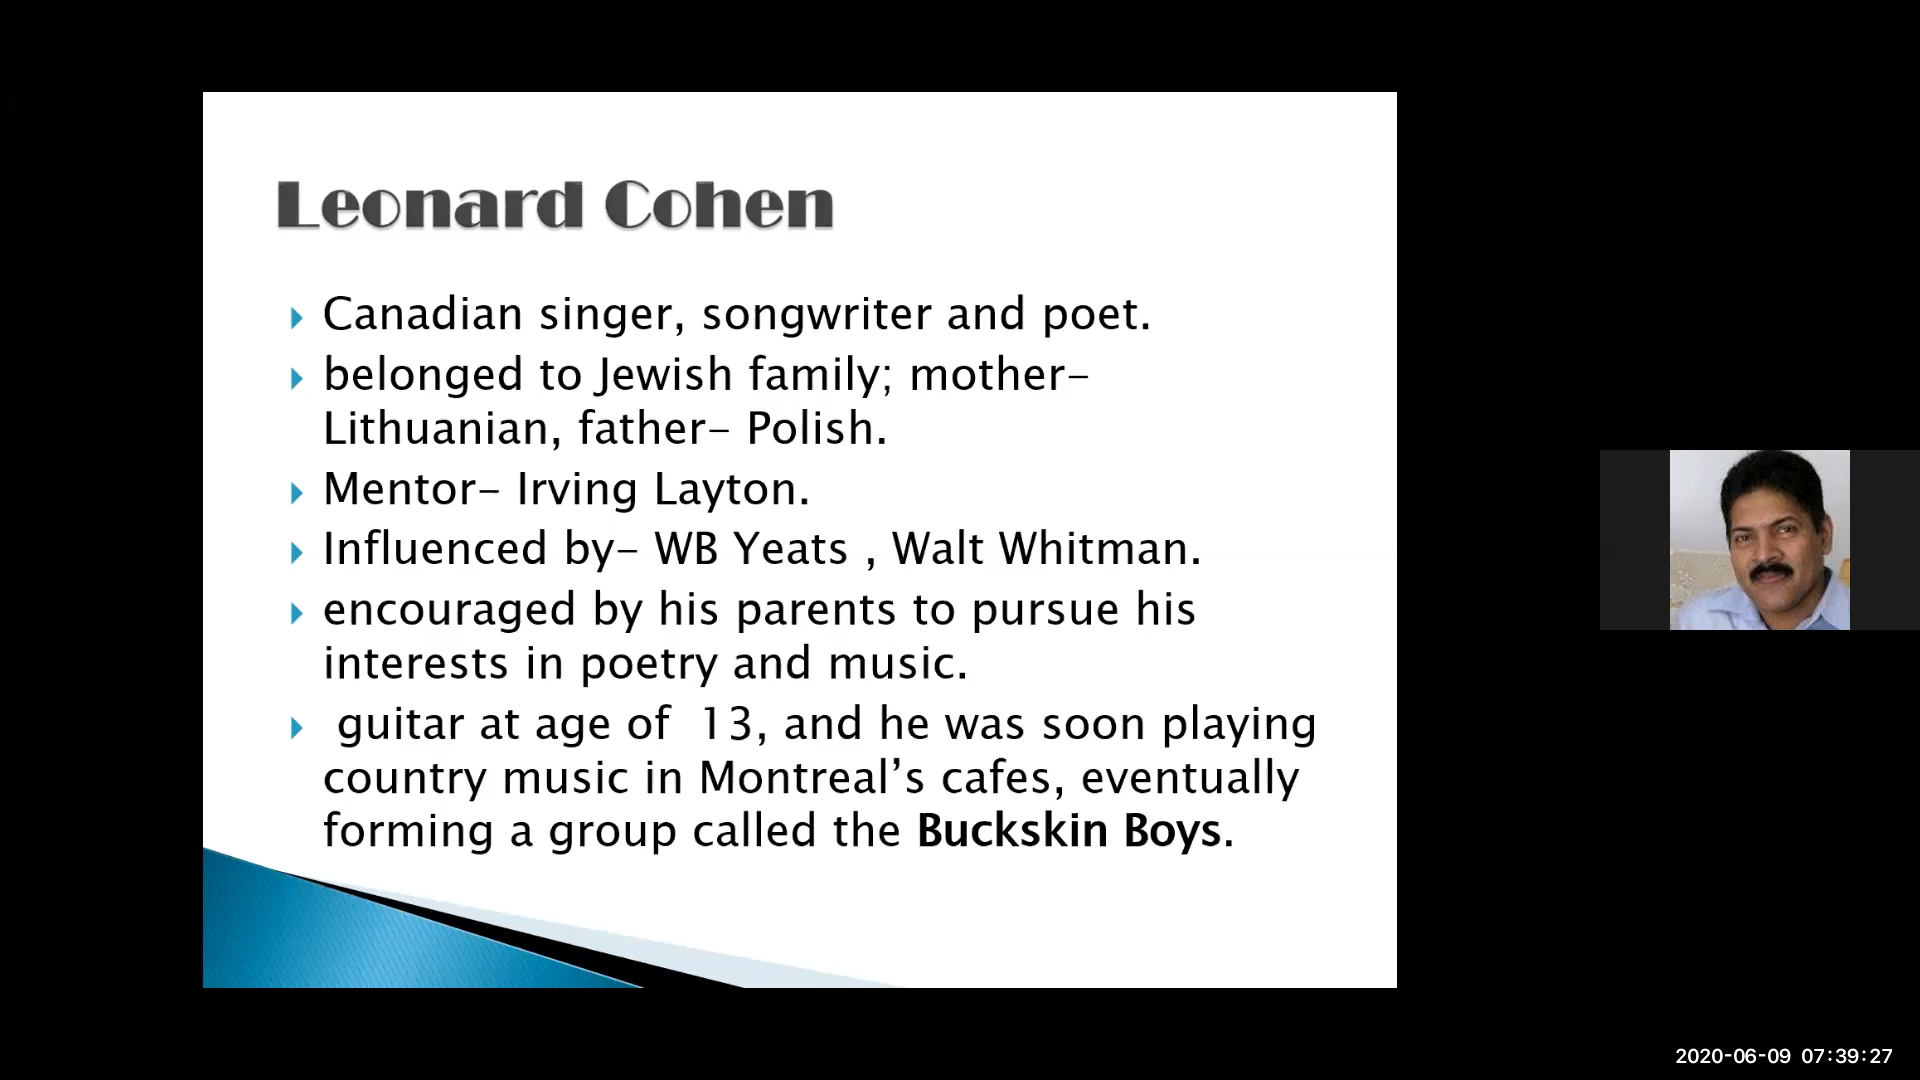 Leonard Cohen
Canadian singer, songwriter and poet.
belonged to Jewish family; mother-
Lithuanian, father- Polish.
Mentor- Irving Layton.
Influenced by- WB Yeats , Walt Whitman.
encouraged by his parents to pursue his
interests in poetry and music.
guitar at age of  13, and he was soon playing
country music in Montreal’s cafes, eventually
forming a group called the Buckskin Boys.
2020-06-09 07:39:27